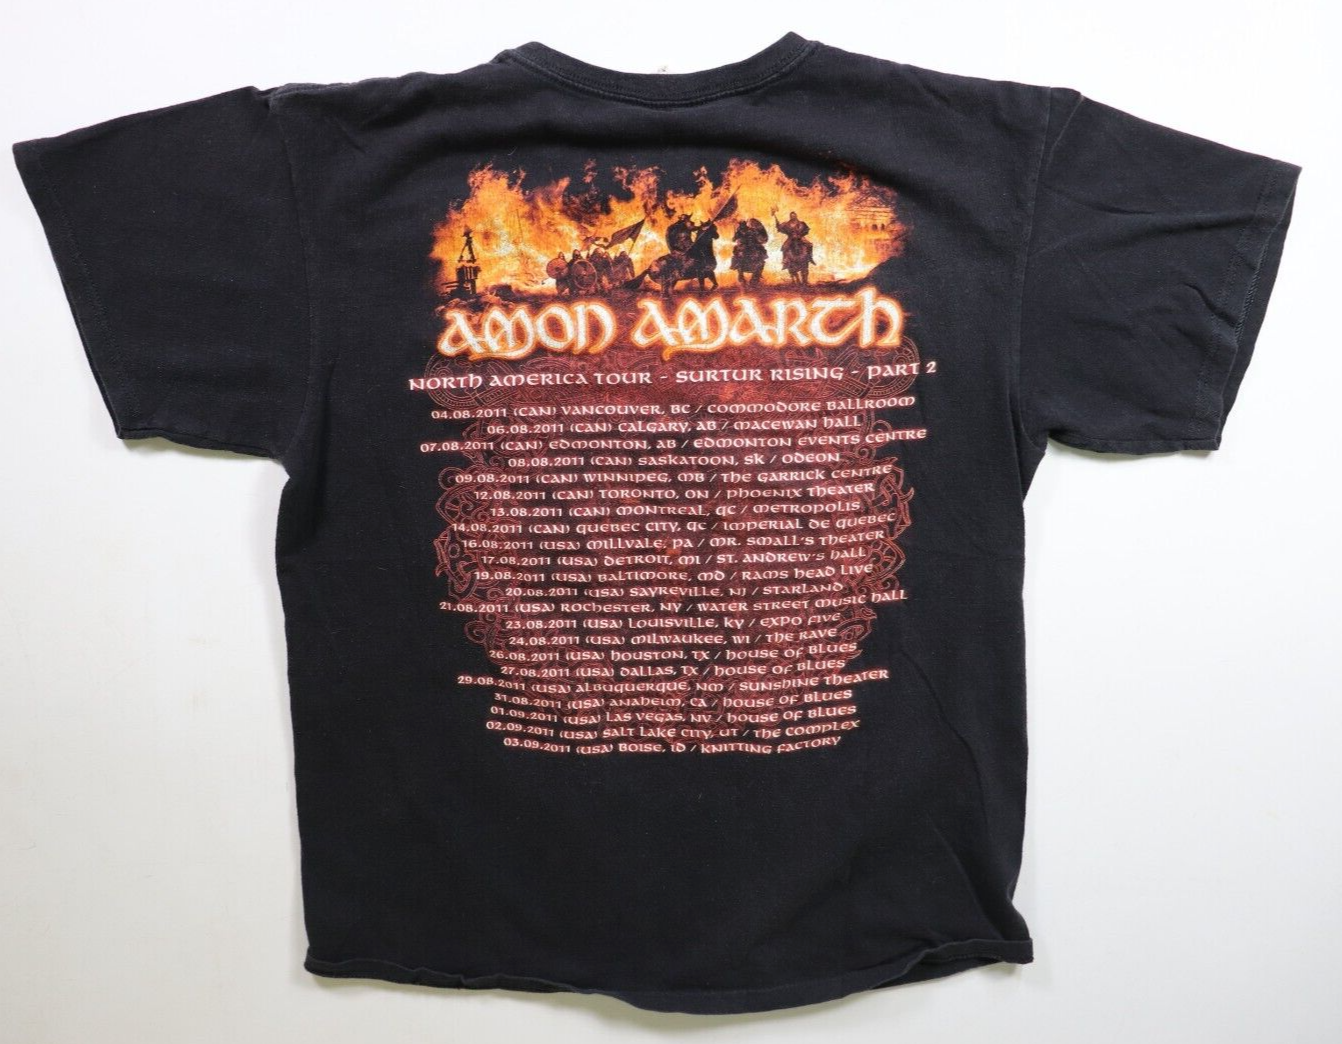 AMON AMARTH
NORTH AMERICA TOUR - SURTUR RISING - PART 2
04.08.2011 (CAN) VANCOUVER, BC / COMMODORE BALLROOM
06.08.2011 (CAN) CALGARY, AB / MACEWAN HALL
07.08.2011 (CAN) EDMONTON, AB / EDMONTON EVENTS CENTRE
08.08.2011 (CAN) SASKATOON, SK / ODEON
09.08.2011 (CAN) WINNIPEG, MB / THE GARRICK CENTRE
12.08.2011 (CAN) TORONTO, ON / PHOENIX THEATER
13.08.2011 (CAN) MONTREAL, QC / METROPOLIS
14.08.2011 (CAN) QUEBEC CITY, QC / IMPERIAL DE QUEBEC
16.08.2011 (USA) MILLVALE, PA / MR. SMALL'S THEATER
17.08.2011 (USA) DETROIT, MI / ST. ANDREW'S HALL
19.08.2011 (USA) BALTIMORE, MD / RAMS HEAD LIVE
20.08.2011 (USA) SAYREVILLE, NJ / STARLAND
21.08.2011 (USA) ROCHESTER, NY / WATER STREET MUSIC HALL
23.08.2011 (USA) LOUISVILLE, KY / EXPO FIVE
24.08.2011 (USA) MILWAUKEE, WI / THE RAVE
26.08.2011 (USA) HOUSTON, TX / HOUSE OF BLUES
27.08.2011 (USA) DALLAS, TX / HOUSE OF BLUES
29.08.2011 (USA) ALBUQUERQUE, NM / SUNSHINE THEATER
31.08.2011 (USA) ANAHEIM, CA / HOUSE OF BLUES
01.09.2011 (USA) LAS VEGAS, NV / HOUSE OF BLUES
02.09.2011 (USA) SALT LAKE CITY, UT / THE COMPLEX
03.09.2011 (USA) BOISE, ID / KNITTING FACTORY